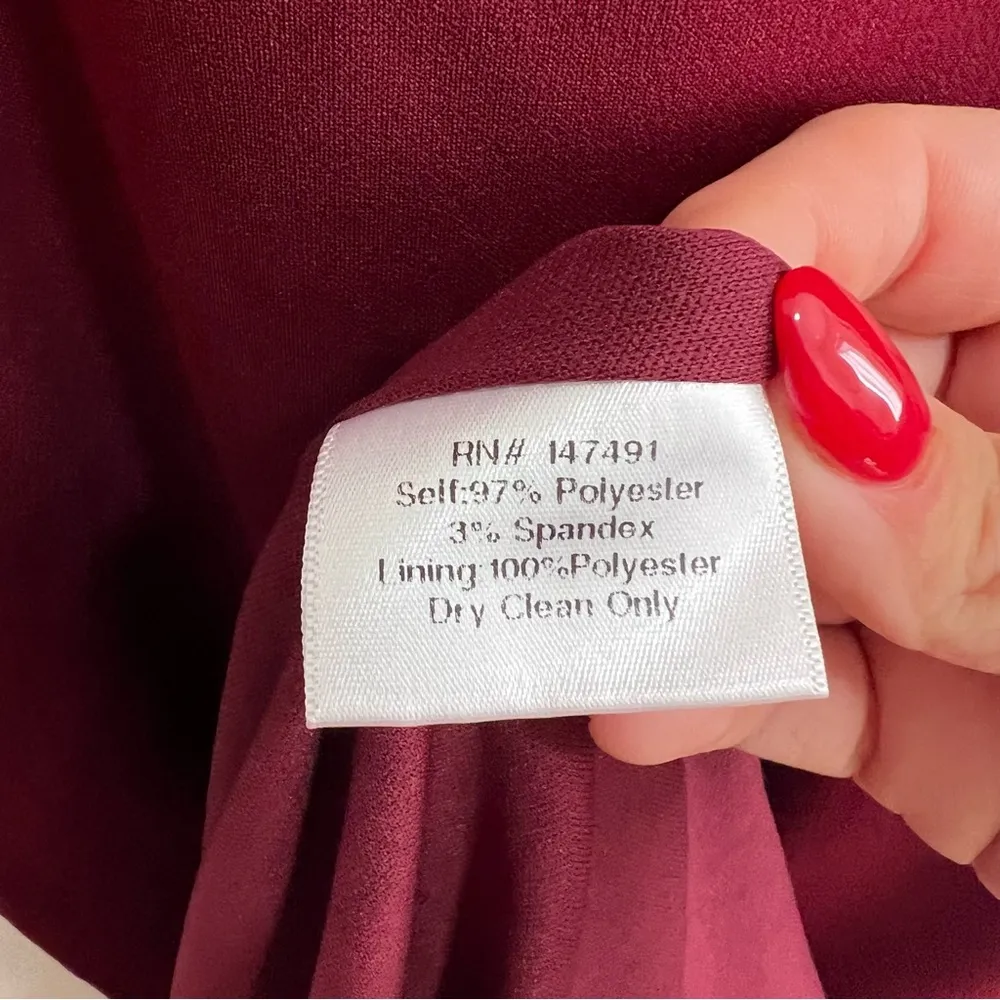 RN# 147491
Self:97% Polyester
3% Spandex
Lining:100%Polyester
Dry Clean Only